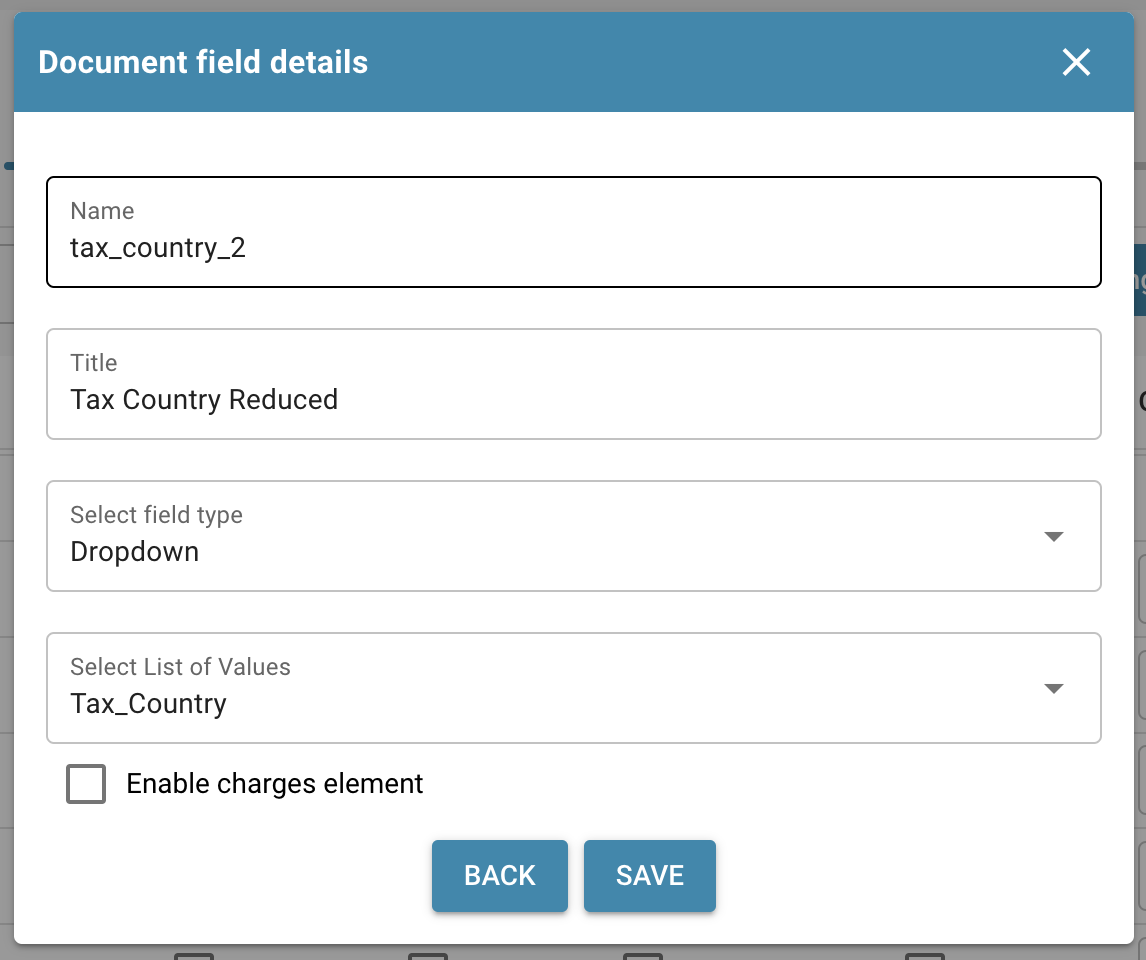 Document field details
Name
tax_country_2
Title
Tax Country Reduced
Select field type
Dropdown
Select List of Values
Tax_Country
Enable charges element
BACK SAVE